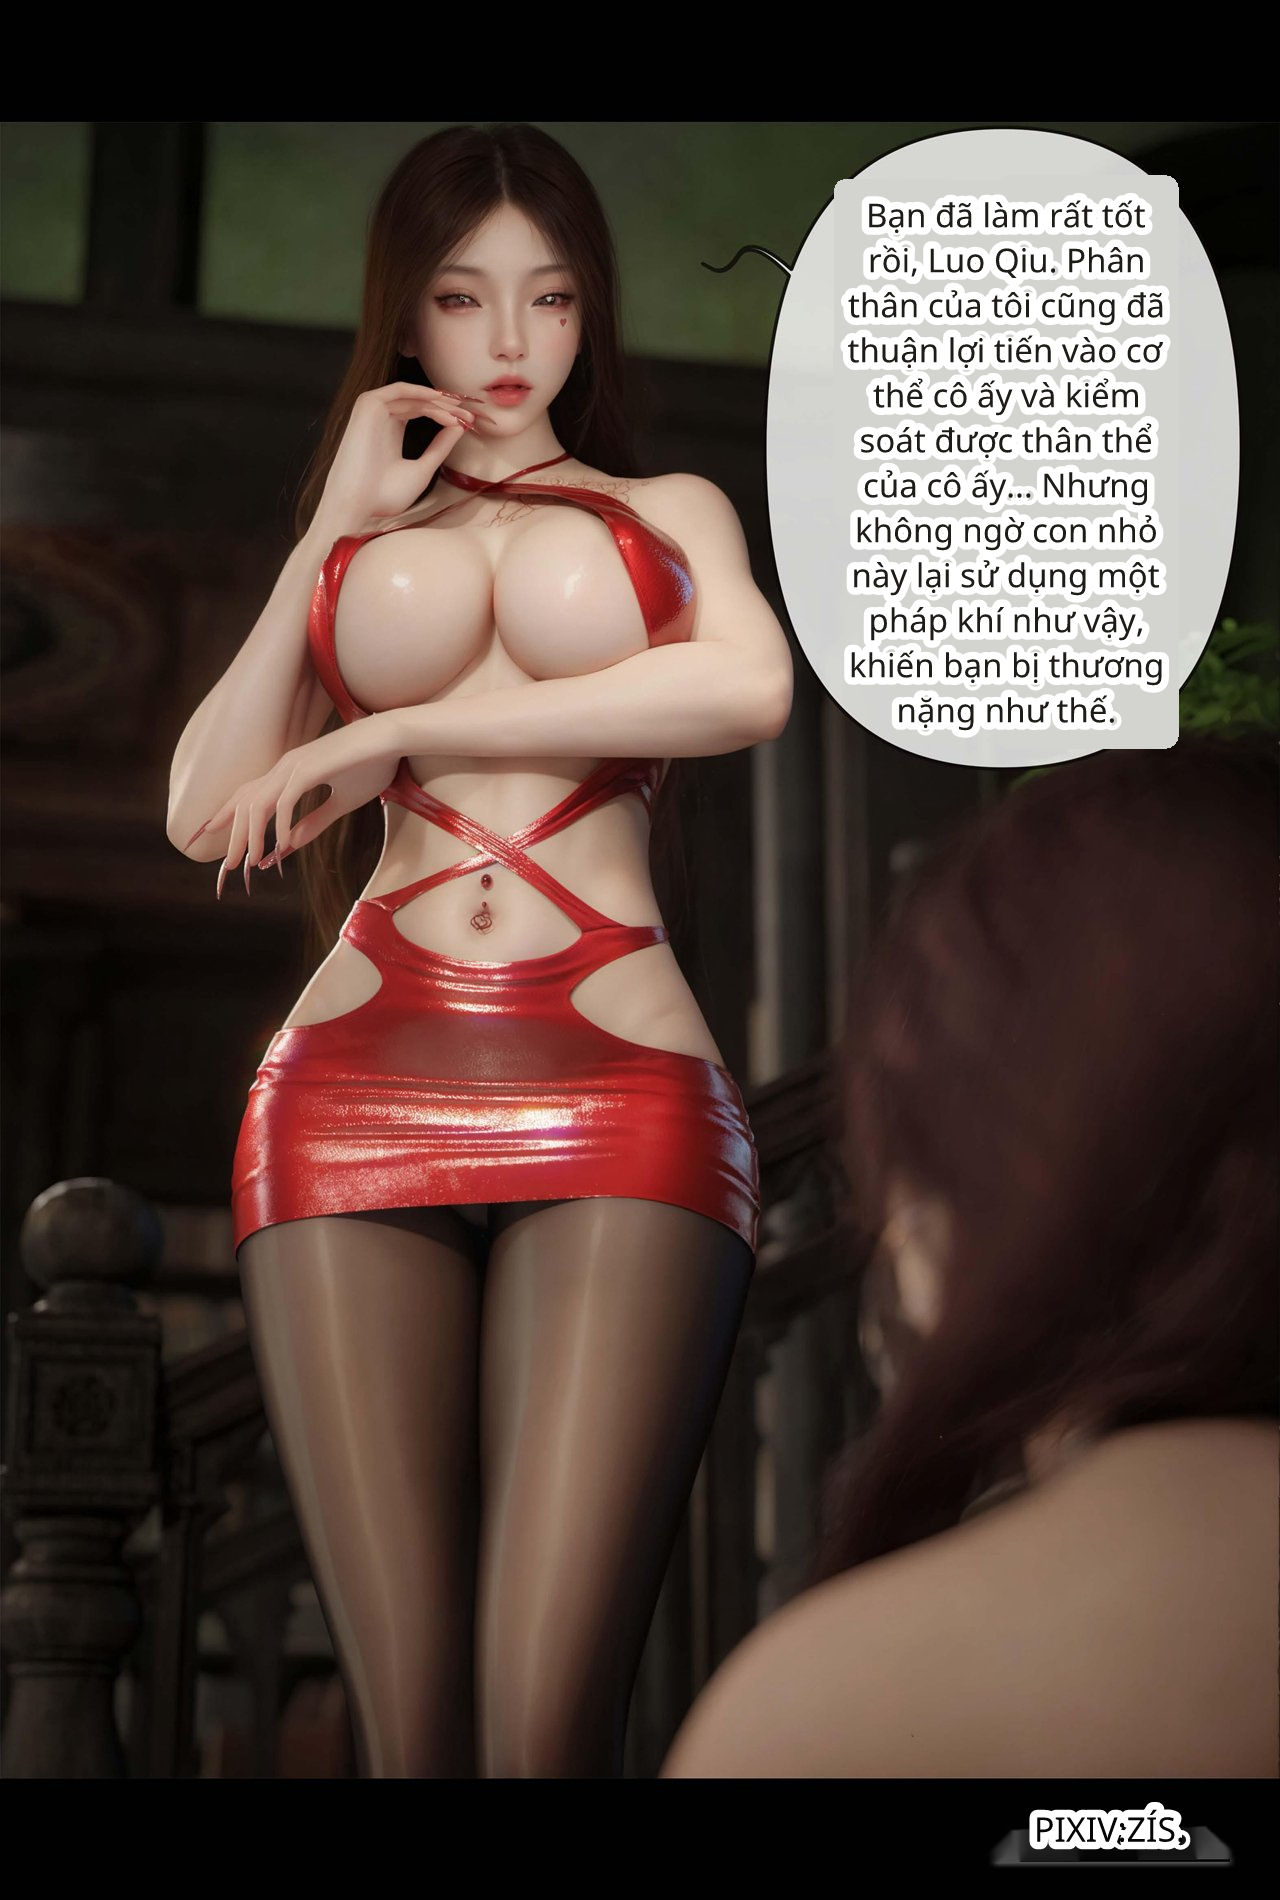 Bạn đã làm rất tốt
rồi, Luo Qiu. Phân
thân của tôi cũng đã
thuận lợi tiến vào cơ
thể cô ấy và kiểm
soát được thân thể
của cô ấy... Nhưng
không ngờ con nhỏ
này lại sử dụng một
pháp khí như vậy,
khiến bạn bị thương
nặng như thế.
PIXIV:ZÍS.